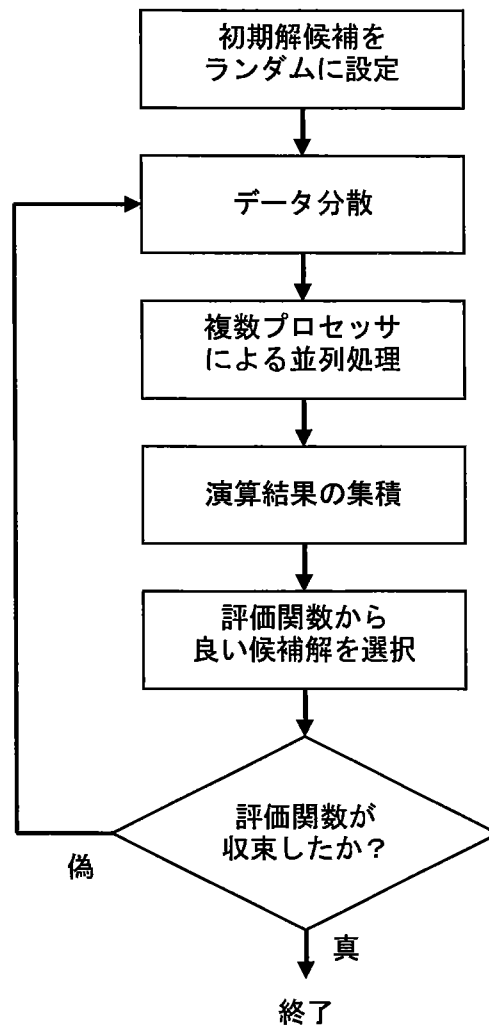 初期解候補を
ランダムに設定
データ分散
複数プロセッサ
による並列処理
演算結果の集積
評価関数から
良い候補解を選択
評価関数が
収束したか?
偽
真
終了